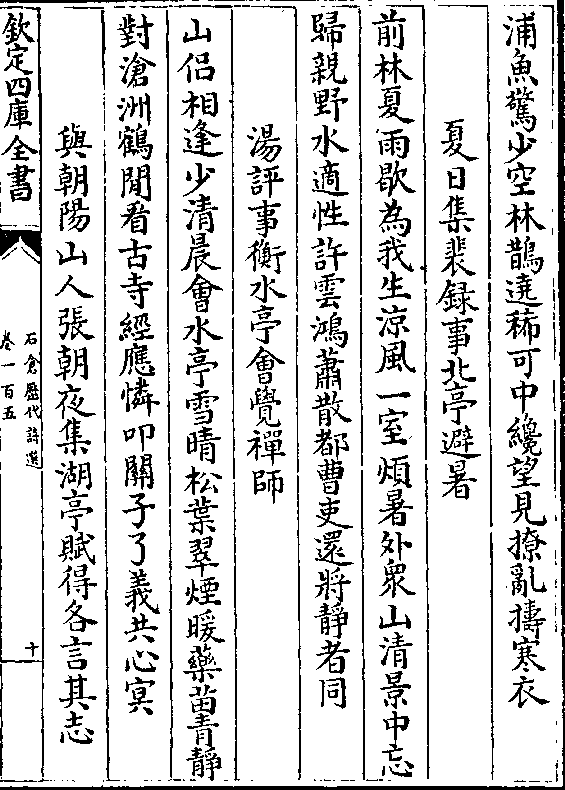 浦魚驚少空林鵲遶稀可中纔望見撩亂擣寒衣
夏日集裴録事北亭避暑
前林夏雨歇為我生涼風一室煩暑外衆山清景中忘
歸親野水適性許雲鴻蕭散都曹吏還將静者同
湯評事衡水亭會覺禪師
山侣相逢少清晨會水亭雪晴松葉翠煙暖藥苗青静
對滄洲鶴閒看古寺經應憐叩關子了義共心㝠
與朝陽山人張朝夜集湖亭賦得各言其志
欽定四庫全書
石倉歴代詩選
卷一百五
十